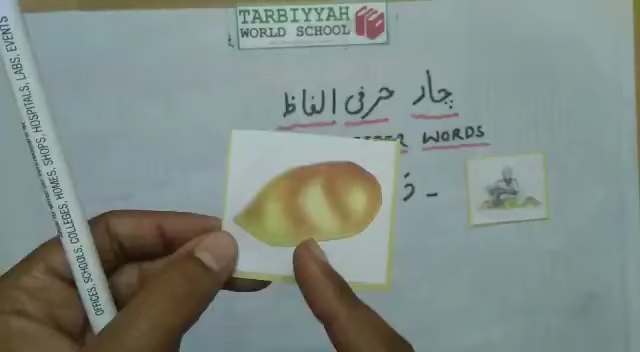 TARBIYYAH
WORLD SCHOOL
چار حرفی الفاظ
WORDS
OFFICES, SCHOOLS, COLLEGES, HOMES, SHOPS, HOSPITALS, LABS, EVENTS